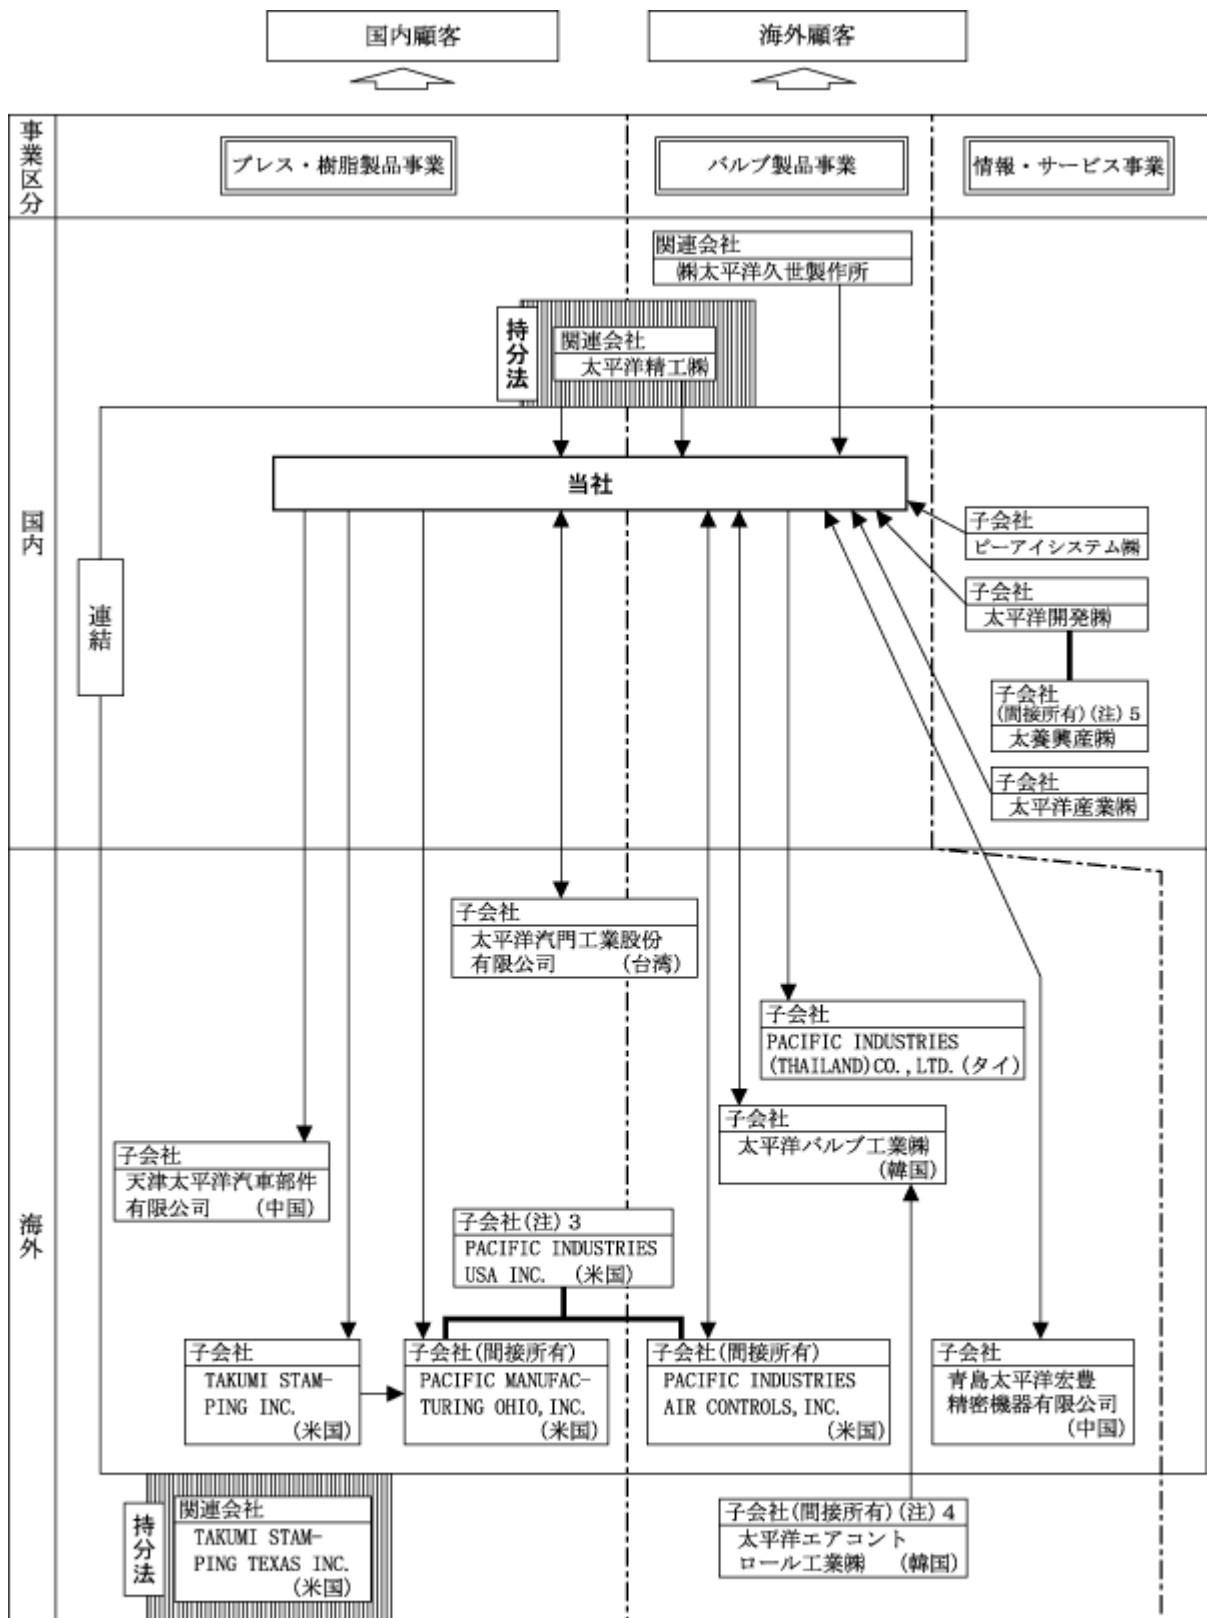 国内顧客
海外顧客
事業区分
プレス・樹脂製品事業
バルブ製品事業
情報・サービス事業
国内
関連会社
㈱太平洋久世製作所
持分法
関連会社
太平洋精工㈱
当社
連結
子会社
ピーアイシステム㈱
子会社
太平洋開発㈱
子会社
(間接所有)(注)5
太養興産㈱
子会社
太平洋産業㈱
海外
子会社
太平洋汽門工業股份
有限公司 (台湾)
子会社
PACIFIC INDUSTRIES
(THAILAND)CO.,LTD.(タイ)
子会社
太平洋バルブ工業㈱
(韓国)
子会社
天津太平洋汽車部件
有限公司 (中国)
子会社(注)3
PACIFIC INDUSTRIES
USA INC. (米国)
子会社
TAKUMI STAM-
PING INC.
(米国)
子会社(間接所有)
PACIFIC MANUFAC-
TURING OHIO,INC.
(米国)
子会社(間接所有)
PACIFIC INDUSTRIES
AIR CONTROLS,INC.
(米国)
子会社
青島太平洋宏豊
精密機器有限公司
(中国)
持分法
関連会社
TAKUMI STAM-
PING TEXAS INC.
(米国)
子会社(間接所有)(注)4
太平洋エアコント
ロール工業㈱ (韓国)